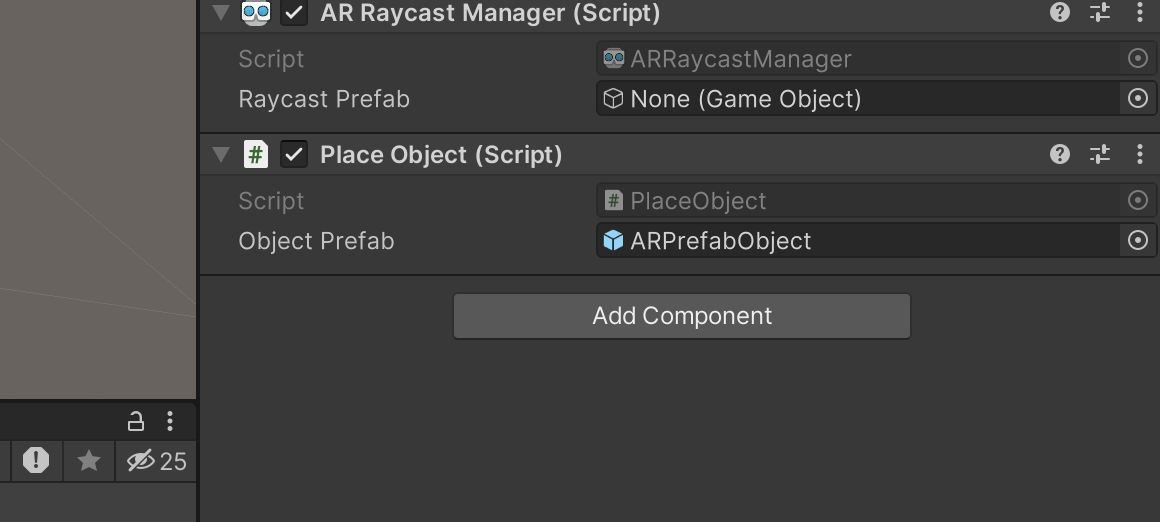 AR Raycast Manager (Script)
Script ARRaycastManager
Raycast Prefab None (Game Object)
# Place Object (Script)
Script # PlaceObject
Object Prefab ARPrefabObject
Add Component
25